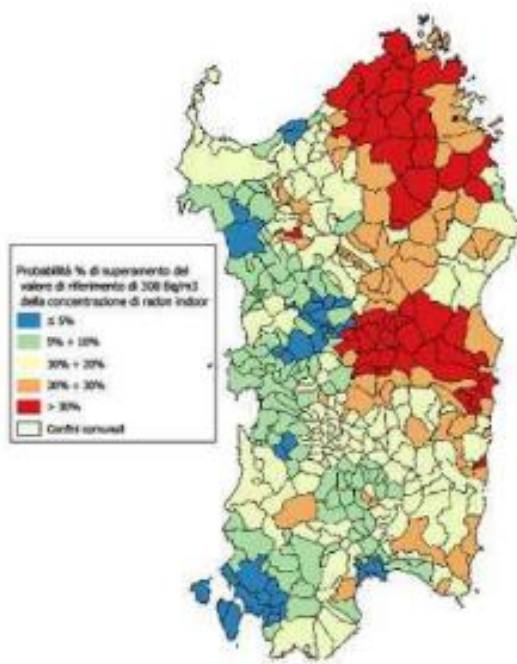 Probabilità % di superamento del
valore di riferimento di 300 Bq/m3
della concentrazione di radon indoor
≤ 5%
5% ÷ 10%
10% ÷ 20%
20% ÷ 30%
> 30%
Confini comunali